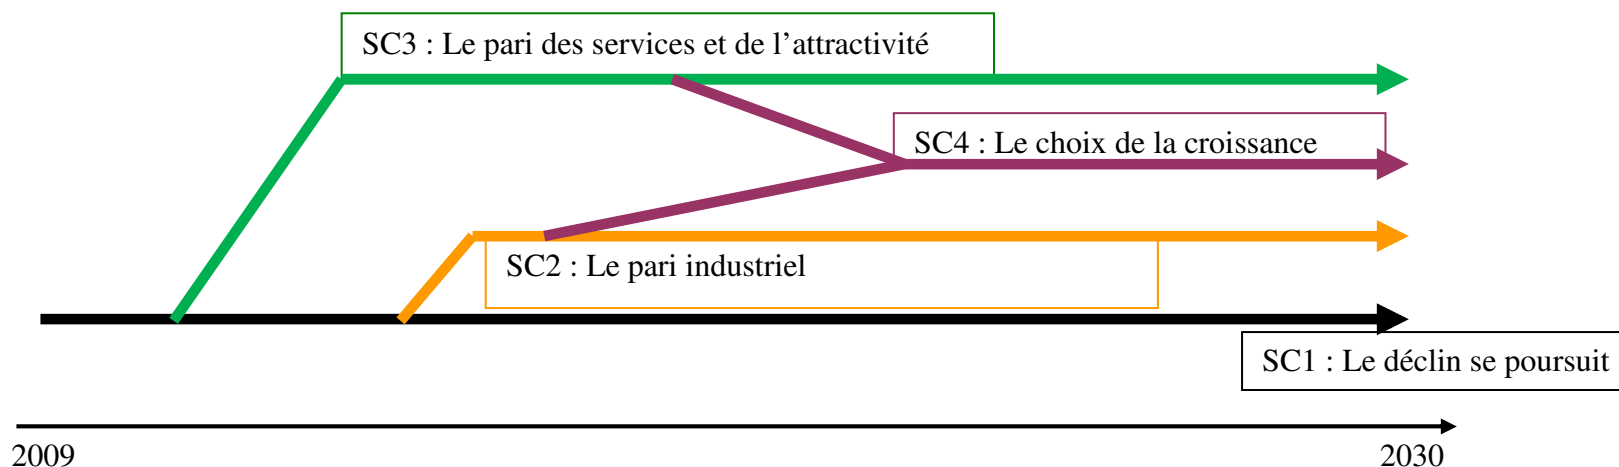 SC3 : Le pari des services et de l’attractivité
SC4 : Le choix de la croissance
SC2 : Le pari industriel
SC1 : Le déclin se poursuit
2009
2030